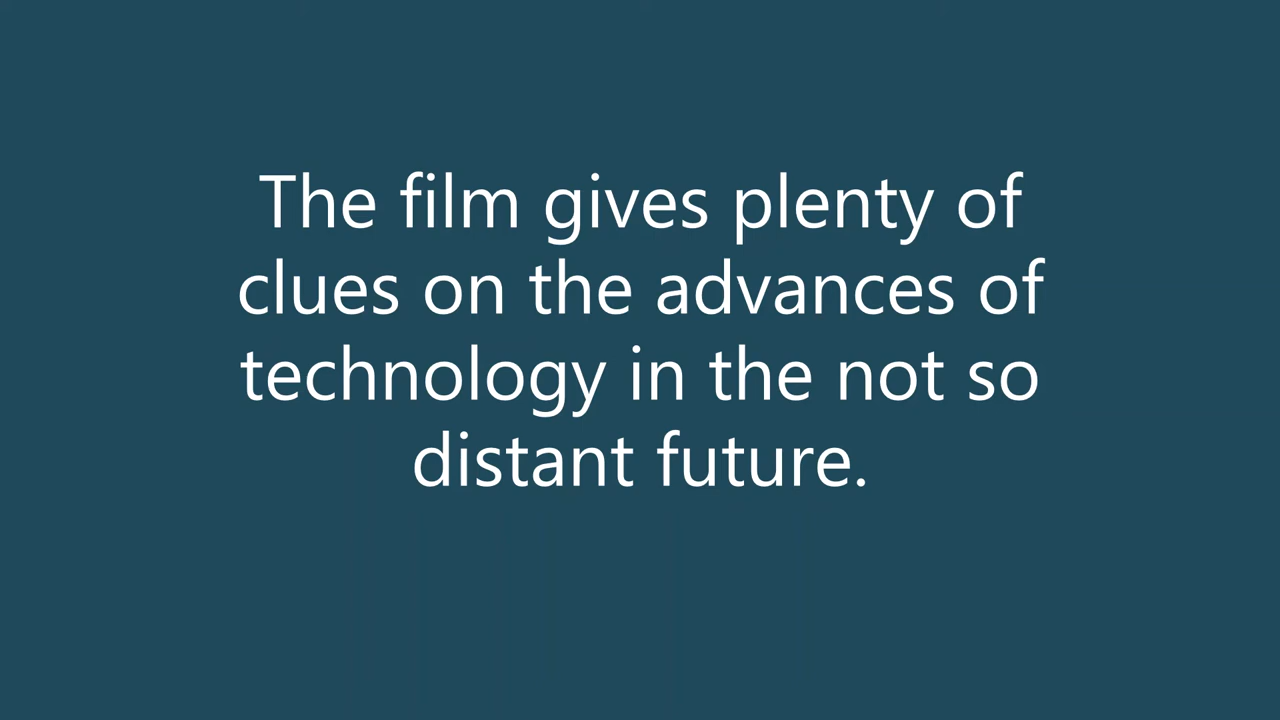 The film gives plenty of
clues on the advances of
technology in the not so
distant future.